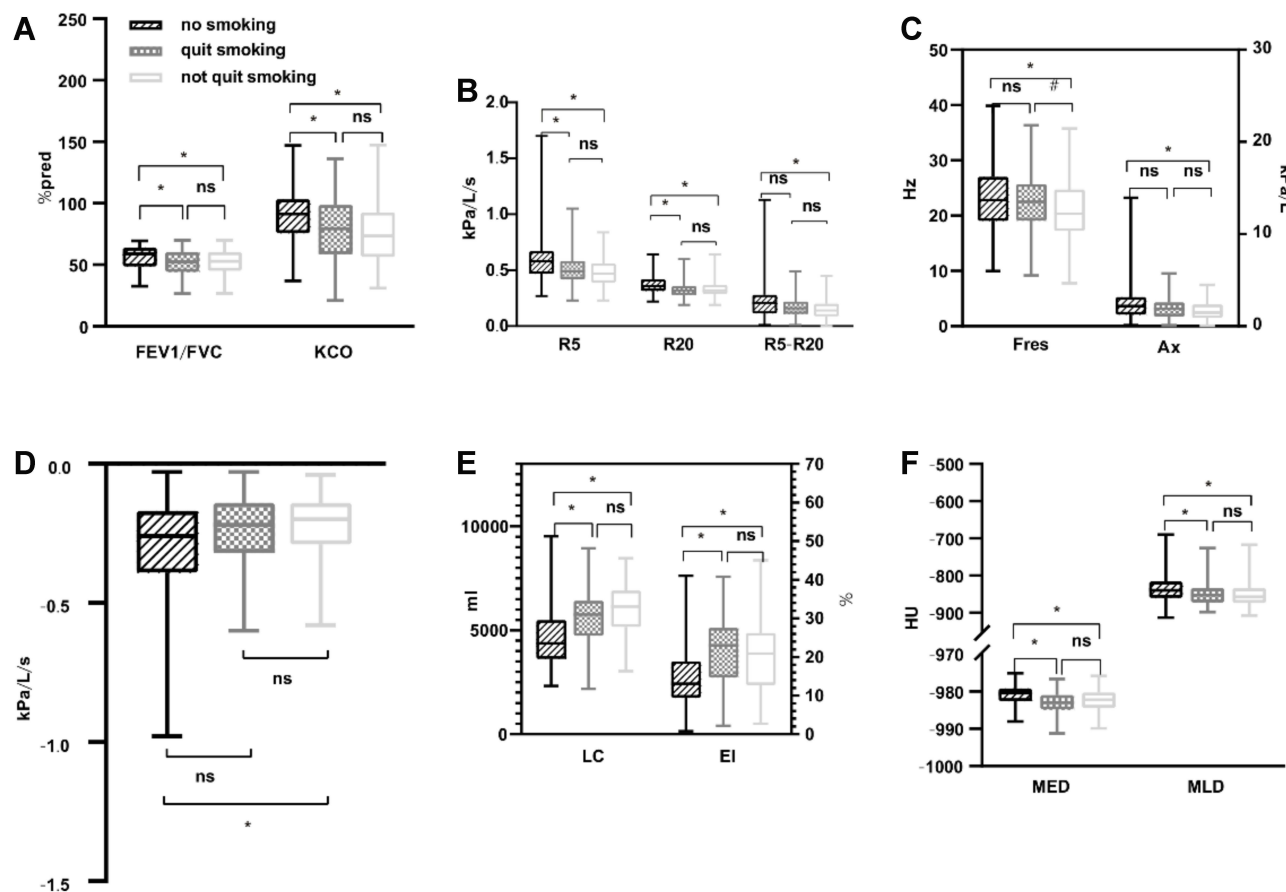 A
250
200
150
100
50
0
%pred
no smoking
quit smoking
not quit smoking
*
*
ns
*
*
ns
FEV1/FVC
KCO
B
2.0
1.5
1.0
0.5
0.0
kPa/L/s
*
*
ns
*
*
ns
*
ns
ns
R5
R20
R5-R20
C
50
40
30
20
10
0
Hz
30
20
10
0
*
ns
#
*
ns
ns
Fres
Ax
D
0.0
-0.5
-1.0
-1.5
kPa/L/s
ns
ns
*
E
10000
5000
0
ml
70
60
50
40
30
20
10
0
%
*
*
ns
*
*
ns
LC
EI
F
-500
-600
-700
-800
-900
-970
-980
-990
-1000
HU
*
*
ns
*
*
ns
MED
MLD